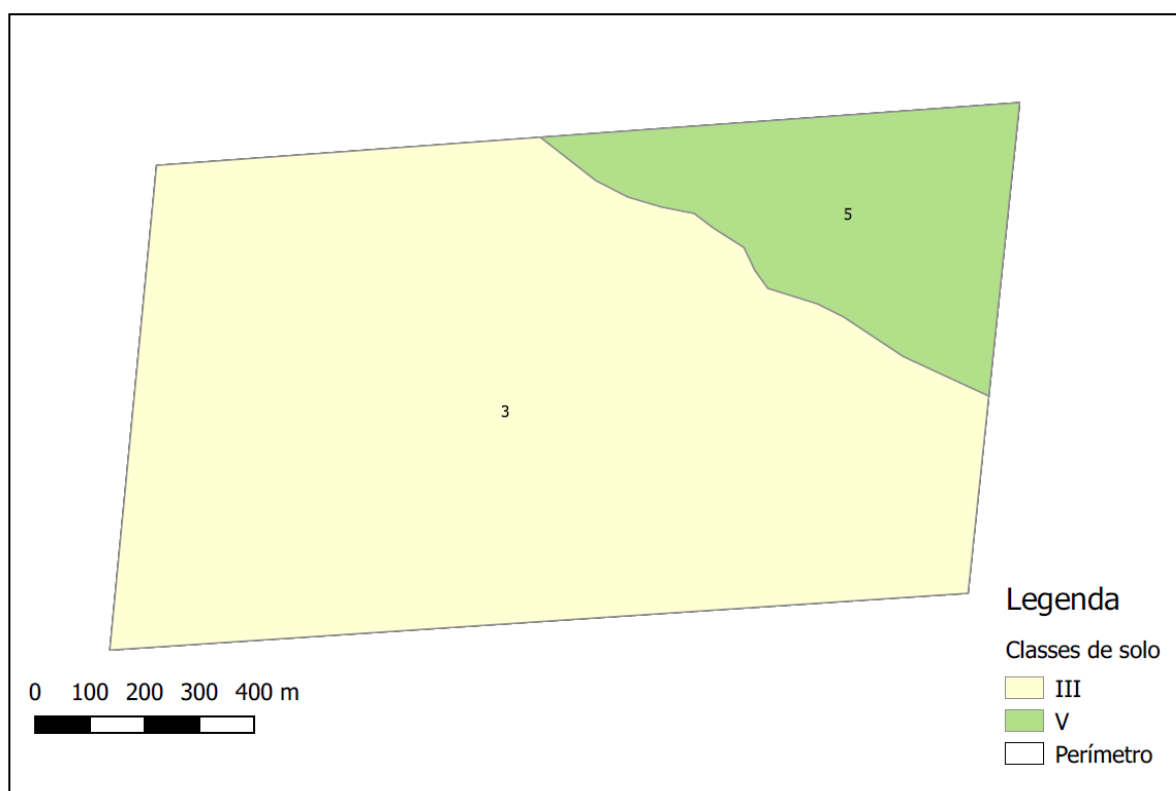 5
3
Legenda
Classes de solo
III
V
Perímetro
0 100 200 300 400 m